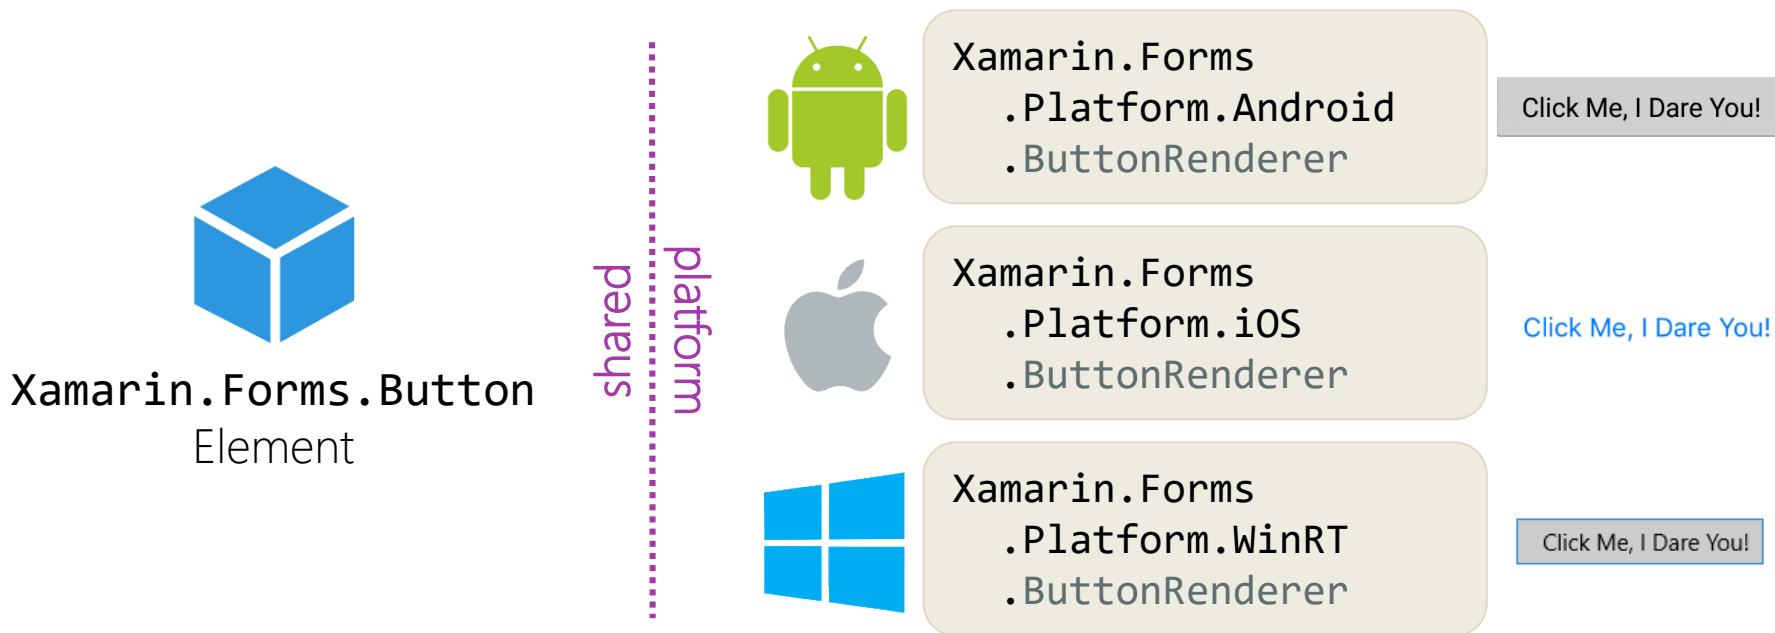 Xamarin.Forms.Button
Element
shared
platform
Xamarin.Forms
.Platform.Android
.ButtonRenderer
Click Me, I Dare You!
Xamarin.Forms
.Platform.iOS
.ButtonRenderer
Click Me, I Dare You!
Xamarin.Forms
.Platform.WinRT
.ButtonRenderer
Click Me, I Dare You!